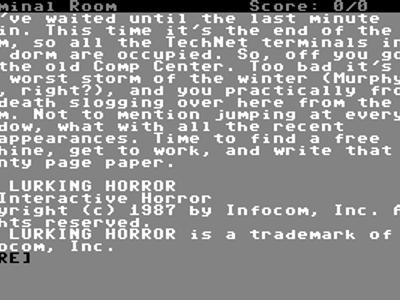 minal Room Score: 0/0
've waited until the last minute
in. This time it's the end of the
m, so all the TechNet terminals in
dorm are occupied. So, off you go
the old Comp Center. Too bad it's
worst storm of the winter (Murphy
, right?), and you practically fro
death slogging over here from the
m. Not to mention jumping at every
dow, what with all the recent
appearances. Time to find a free
hine, get to work, and write that
nty page paper.
LURKING HORROR
Interactive Horror
yright (c) 1987 by Infocom, Inc. A
hts reserved.
LURKING HORROR is a trademark of
ocom, Inc.
RE]